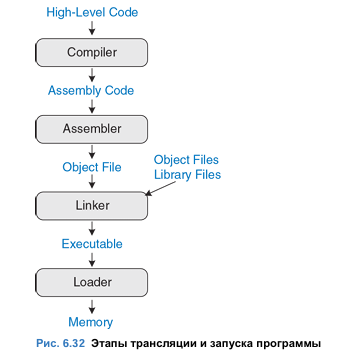 High-Level Code
Compiler
Assembly Code
Assembler
Object File
Object Files
Library Files
Linker
Executable
Loader
Memory
Рис. 6.32 Этапы трансляции и запуска программы